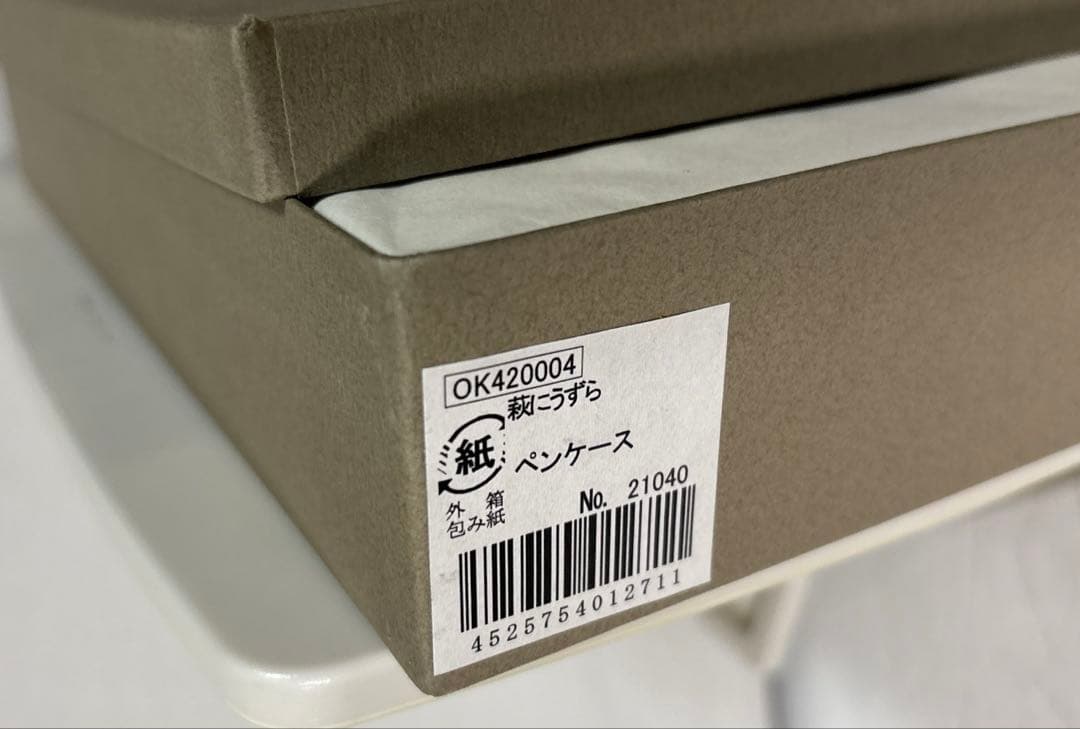 OK420004
萩にうずら
紙
ペンケース
外 箱
包み紙
No. 21040
4525754012711